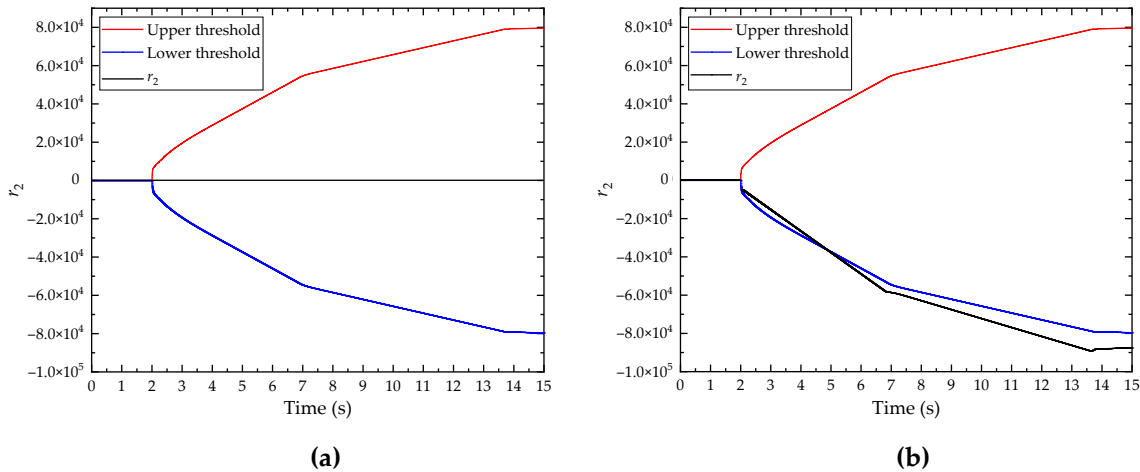 Upper threshold
Lower threshold
r₂
8.0×10⁴
6.0×10⁴
4.0×10⁴
2.0×10⁴
0
−2.0×10⁴
−4.0×10⁴
−6.0×10⁴
−8.0×10⁴
−1.0×10⁵
r₂
0 1 2 3 4 5 6 7 8 9 10 11 12 13 14 15
Time (s)
(a)
Upper threshold
Lower threshold
r₂
8.0×10⁴
6.0×10⁴
4.0×10⁴
2.0×10⁴
0
−2.0×10⁴
−4.0×10⁴
−6.0×10⁴
−8.0×10⁴
−1.0×10⁵
r₂
0 1 2 3 4 5 6 7 8 9 10 11 12 13 14 15
Time (s)
(b)